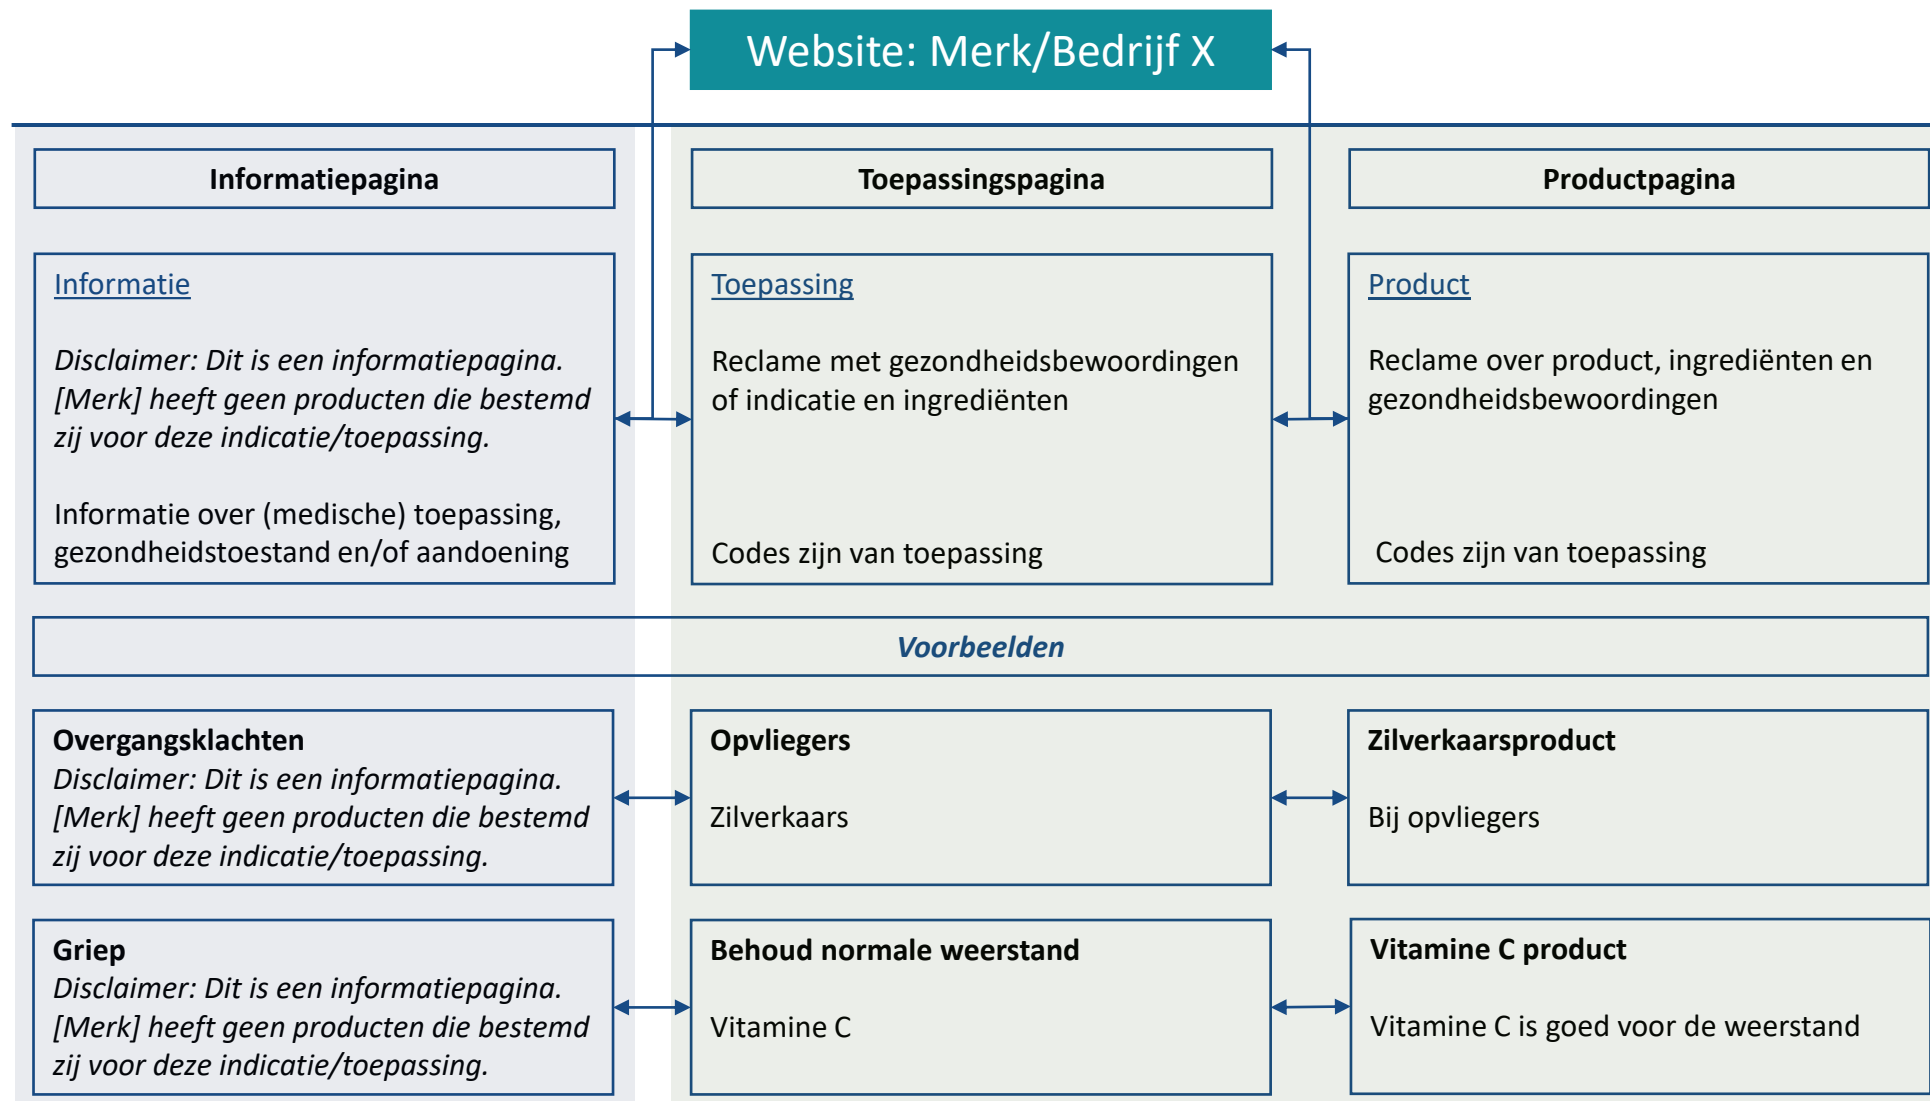 Website: Merk/Bedrijf X
Informatiepagina
Toepassingspagina
Productpagina
Informatie
Disclaimer: Dit is een informatiepagina.
[Merk] heeft geen producten die bestemd
zij voor deze indicatie/toepassing.
Informatie over (medische) toepassing,
gezondheidstoestand en/of aandoening
Toepassing
Reclame met gezondheidsbewoordingen
of indicatie en ingrediënten
Codes zijn van toepassing
Product
Reclame over product, ingrediënten en
gezondheidsbewoordingen
Codes zijn van toepassing
Voorbeelden
Overgangsklachten
Disclaimer: Dit is een informatiepagina.
[Merk] heeft geen producten die bestemd
zij voor deze indicatie/toepassing.
Opvliegers
Zilverkaars
Zilverkaarsproduct
Bij opvliegers
Griep
Disclaimer: Dit is een informatiepagina.
[Merk] heeft geen producten die bestemd
zij voor deze indicatie/toepassing.
Behoud normale weerstand
Vitamine C
Vitamine C product
Vitamine C is goed voor de weerstand